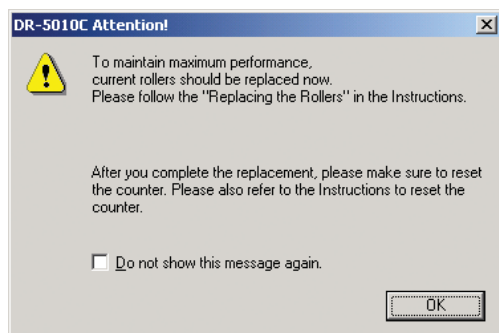 DR-5010C Attention!
To maintain maximum performance,
current rollers should be replaced now.
Please follow the "Replacing the Rollers" in the Instructions.
After you complete the replacement, please make sure to reset
the counter. Please also refer to the Instructions to reset the
counter.
Do not show this message again.
OK